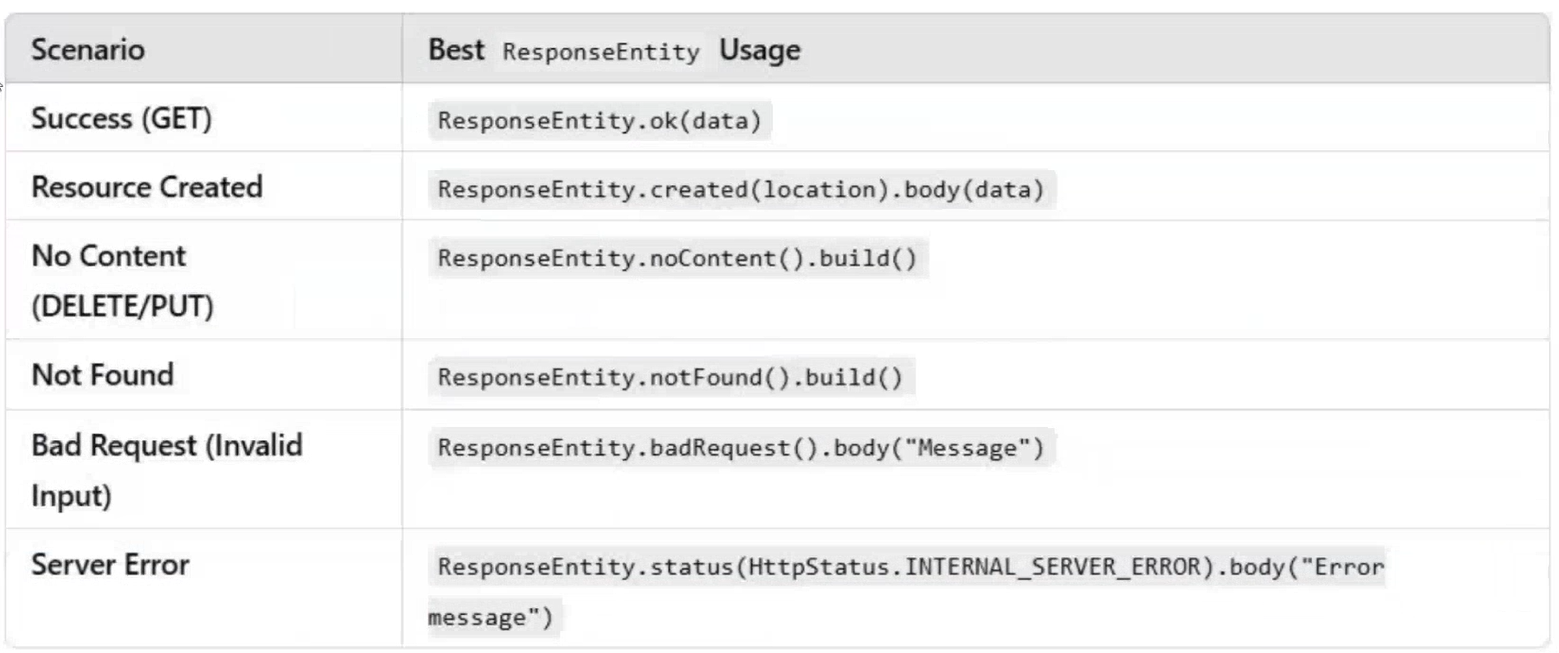 Scenario
Best ResponseEntity Usage
Success (GET)
ResponseEntity.ok(data)
Resource Created
ResponseEntity.created(location).body(data)
No Content
(DELETE/PUT)
ResponseEntity.noContent().build()
Not Found
ResponseEntity.notFound().build()
Bad Request (Invalid
Input)
ResponseEntity.badRequest().body("Message")
Server Error
ResponseEntity.status(HttpStatus.INTERNAL_SERVER_ERROR).body("Error
message")